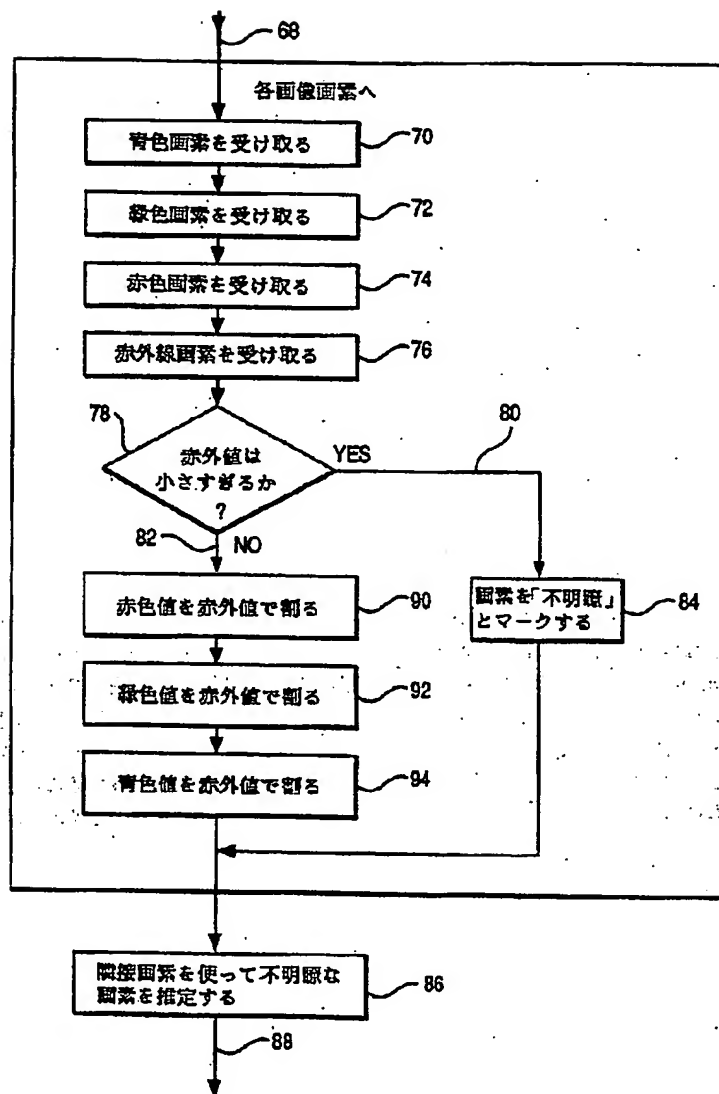 68
各画像画素へ
青色画素を受け取る
70
緑色画素を受け取る
72
赤色画素を受け取る
74
赤外線画素を受け取る
76
78
赤外値は
小さすぎるか
?
YES
80
82
NO
赤色値を赤外値で割る
90
画素を「不明瞭」
とマークする
84
緑色値を赤外値で割る
92
青色値を赤外値で割る
94
隣接画素を使って不明瞭な
画素を推定する
86
88